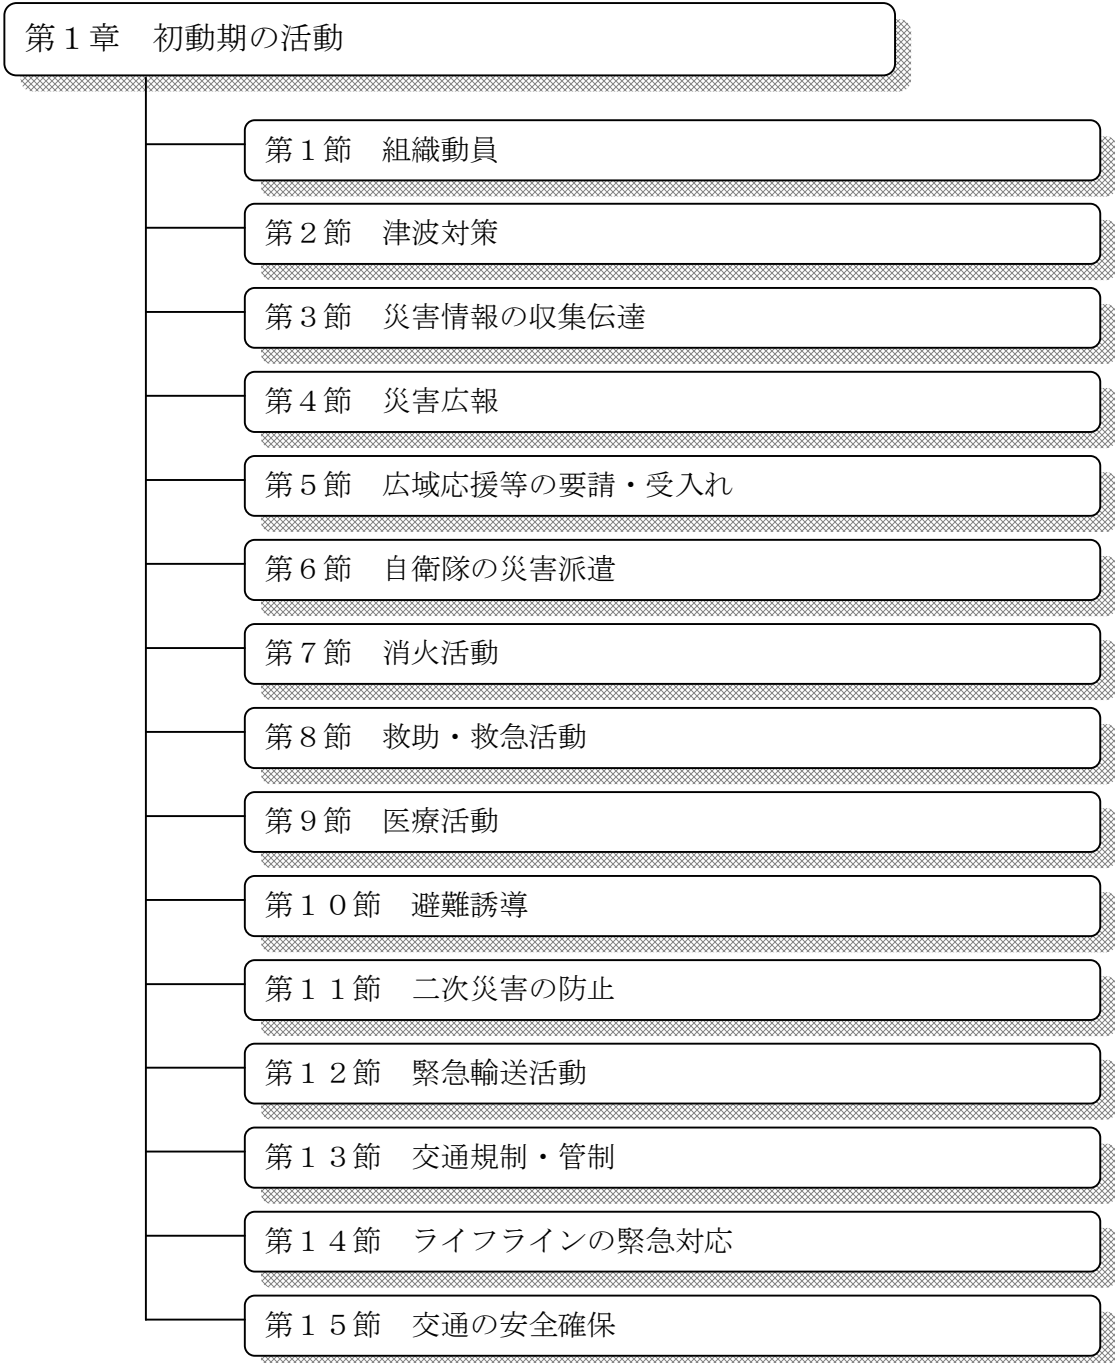 第１章　初動期の活動
第１節　組織動員
第２節　津波対策
第３節　災害情報の収集伝達
第４節　災害広報
第５節　広域応援等の要請・受入れ
第６節　自衛隊の災害派遣
第７節　消火活動
第８節　救助・救急活動
第９節　医療活動
第１０節　避難誘導
第１１節　二次災害の防止
第１２節　緊急輸送活動
第１３節　交通規制・管制
第１４節　ライフラインの緊急対応
第１５節　交通の安全確保